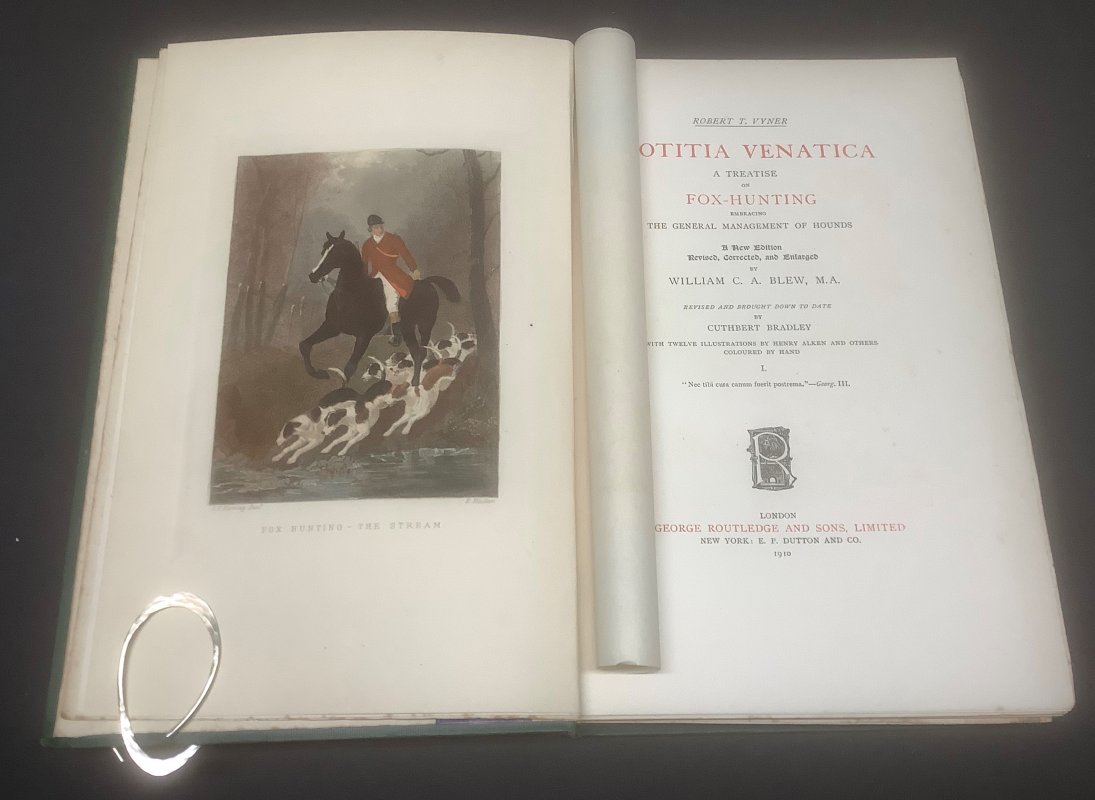 FOX HUNTING - THE STREAM
ROBERT T. VYNER
OTITIA VENATICA
A TREATISE
ON
FOX-HUNTING
EMBRACING
THE GENERAL MANAGEMENT OF HOUNDS
A New Edition
Revised, Corrected, and Enlarged
BY
WILLIAM C. A. BLEW, M.A.
REVISED AND BROUGHT DOWN TO DATE
BY
CUTHBERT BRADLEY
WITH TWELVE ILLUSTRATIONS BY HENRY ALKEN AND OTHERS
COLOURED BY HAND
I.
"Nec tibi cura canum fuerit postrema."—Georg. III.
R
LONDON
GEORGE ROUTLEDGE AND SONS, LIMITED
NEW YORK: E. P. DUTTON AND CO.
1910